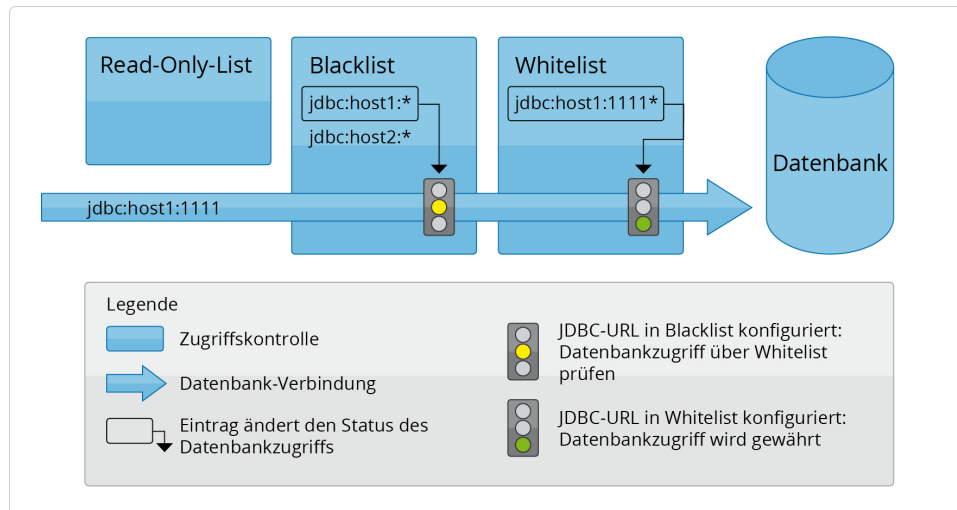 Read-Only-List
Blacklist
jdbc:host1:*
jdbc:host2:*
Whitelist
jdbc:host1:1111*
Datenbank
jdbc:host1:1111
Legende
Zugriffskontrolle
Datenbank-Verbindung
Eintrag ändert den Status des
Datenbankzugriffs
JDBC-URL in Blacklist konfiguriert:
Datenbankzugriff über Whitelist
prüfen
JDBC-URL in Whitelist konfiguriert:
Datenbankzugriff wird gewährt